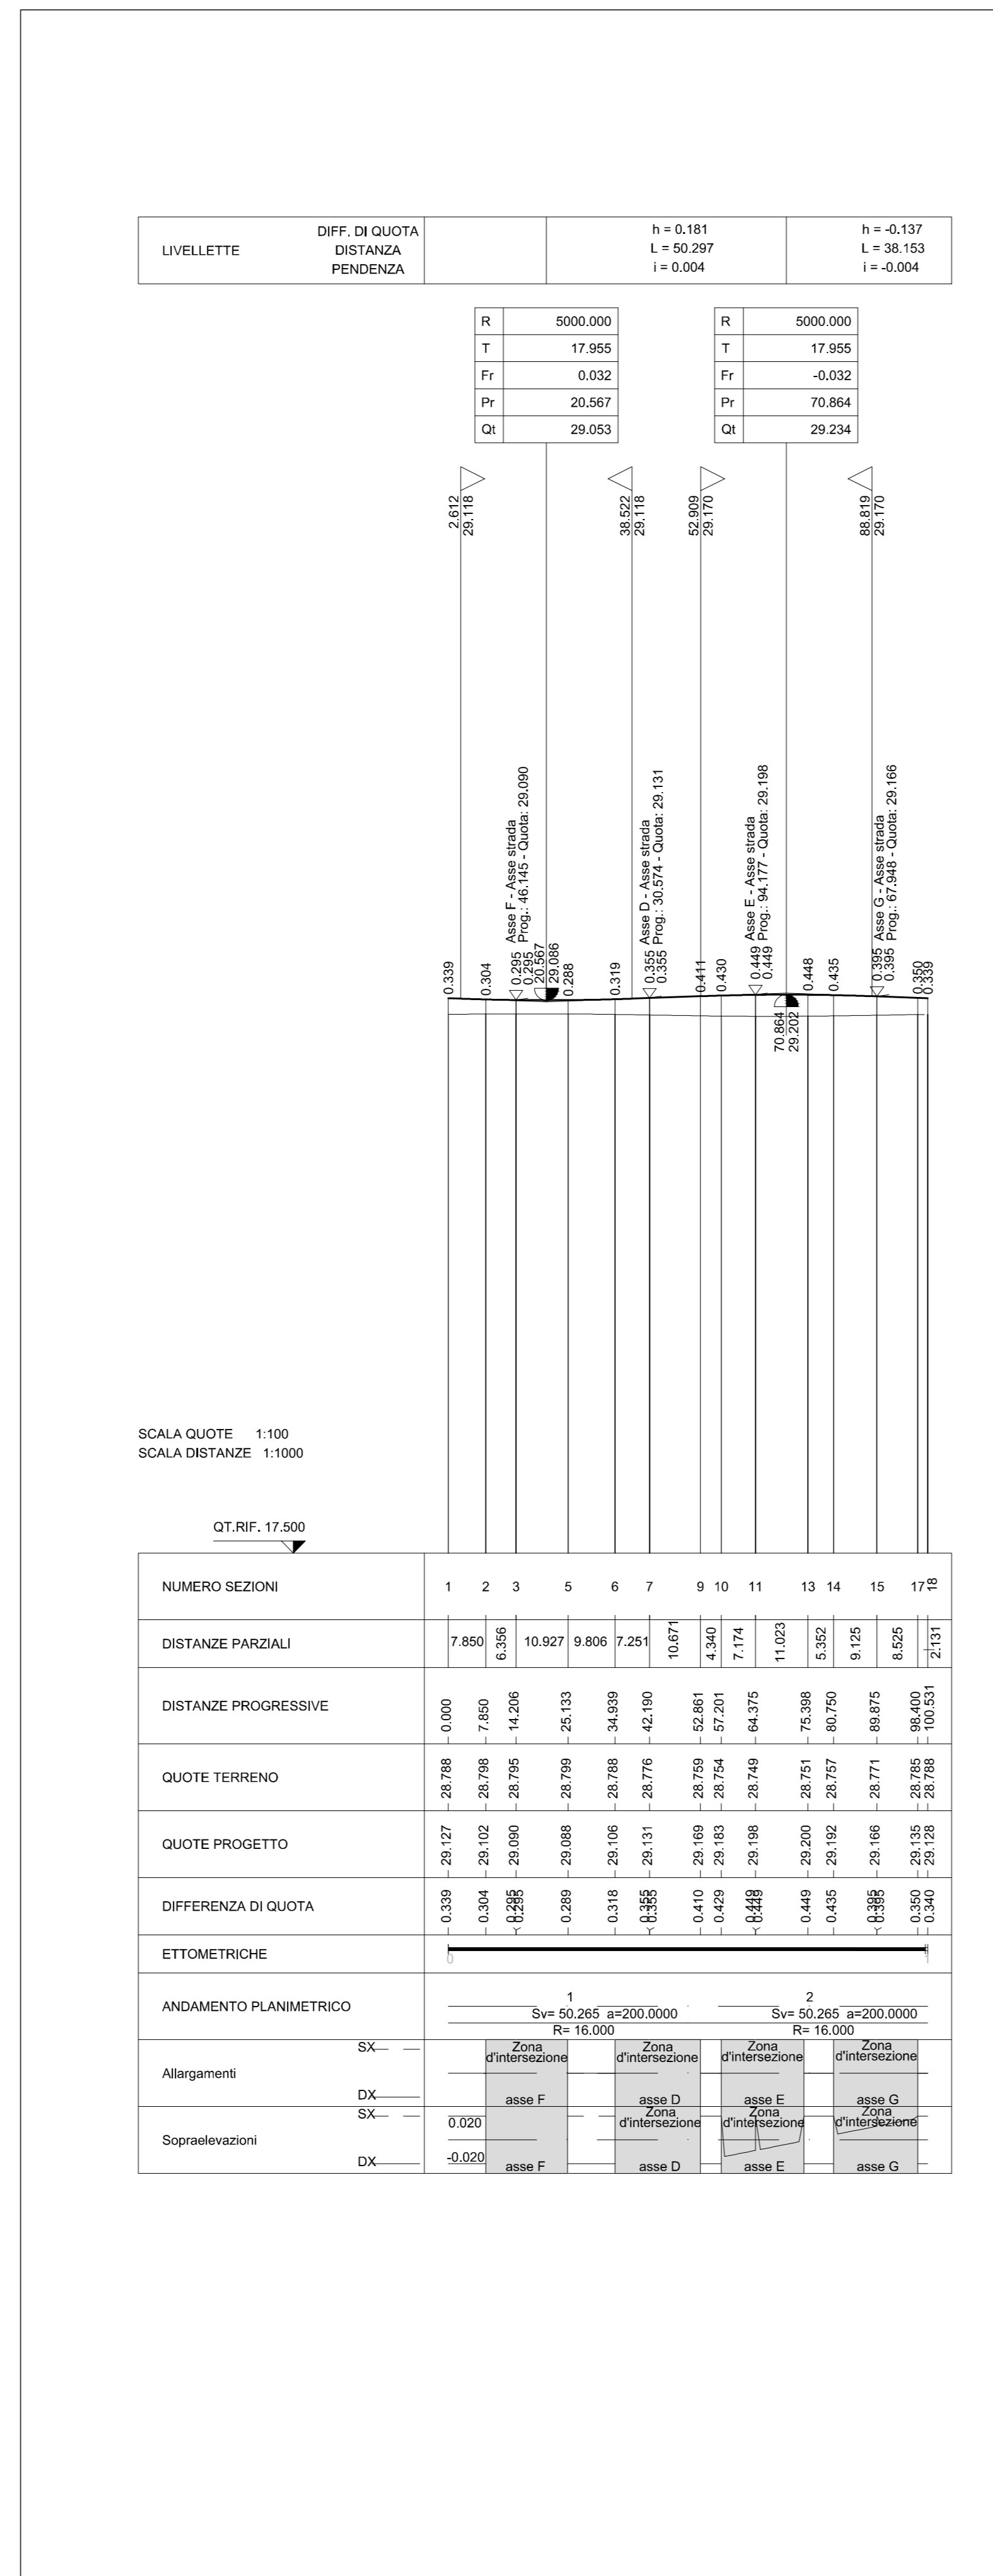 LIVELLETTE
DIFF. DI QUOTA
DISTANZA
PENDENZA
h = 0.181
L = 50.297
i = 0.004
h = -0.137
L = 38.153
i = -0.004
R 5000.000
T 17.955
Fr 0.032
Pr 20.567
Qt 29.053
R 5000.000
T 17.955
Fr -0.032
Pr 70.864
Qt 29.234
2.612
29.118
38.522
29.118
52.909
29.170
88.819
29.170
0.339
0.304
0.295 Asse F - Asse strada
0.295 Prog.: 46.145 - Quota: 29.090
20.567
29.086
0.288
0.319
0.355 Asse D - Asse strada
0.355 Prog.: 30.574 - Quota: 29.131
0.411
0.430
0.449 Asse E - Asse strada
0.449 Prog.: 94.177 - Quota: 29.198
70.864
29.202
0.448
0.435
0.395 Asse G - Asse strada
0.395 Prog.: 67.948 - Quota: 29.166
0.350
0.339
SCALA QUOTE 1:100
SCALA DISTANZE 1:1000
QT.RIF. 17.500
NUMERO SEZIONI 1 2 3 5 6 7 9 10 11 13 14 15 17 18
DISTANZE PARZIALI 7.850 6.356 10.927 9.806 7.251 10.671 4.340 7.174 11.023 5.352 9.125 8.525 2.131
DISTANZE PROGRESSIVE 0.000 7.850 14.206 25.133 34.939 42.190 52.861 57.201 64.375 75.398 80.750 89.875 98.400 100.531
QUOTE TERRENO 28.788 28.798 28.795 28.799 28.788 28.776 28.759 28.754 28.749 28.751 28.757 28.771 28.785 28.788
QUOTE PROGETTO 29.127 29.102 29.090 29.088 29.106 29.131 29.169 29.183 29.198 29.200 29.192 29.166 29.135 29.128
DIFFERENZA DI QUOTA 0.339 0.304 0.295 0.295 0.289 0.318 0.355 0.355 0.410 0.429 0.449 0.449 0.449 0.435 0.395 0.395 0.350 0.340
ETTOMETRICHE 0
ANDAMENTO PLANIMETRICO
1 2
Sv= 50.265 a=200.0000 Sv= 50.265 a=200.0000
R= 16.000 R= 16.000
Allargamenti
SX
DX
Zona d'intersezione
asse F
Zona d'intersezione
asse D
Zona d'intersezione
asse E
Zona d'intersezione
asse G
Sopraelevazioni
SX
DX
0.020
-0.020
asse F
Zona d'intersezione
asse D
Zona d'intersezione
asse E
Zona d'intersezione
asse G